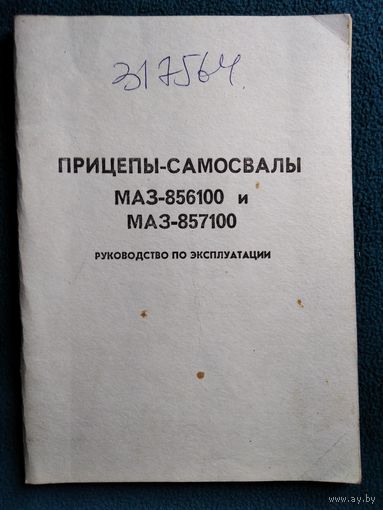 317564.
ПРИЦЕПЫ-САМОСВАЛЫ
МАЗ-856100 и
МАЗ-857100
РУКОВОДСТВО ПО ЭКСПЛУАТАЦИИ
www.ay.by